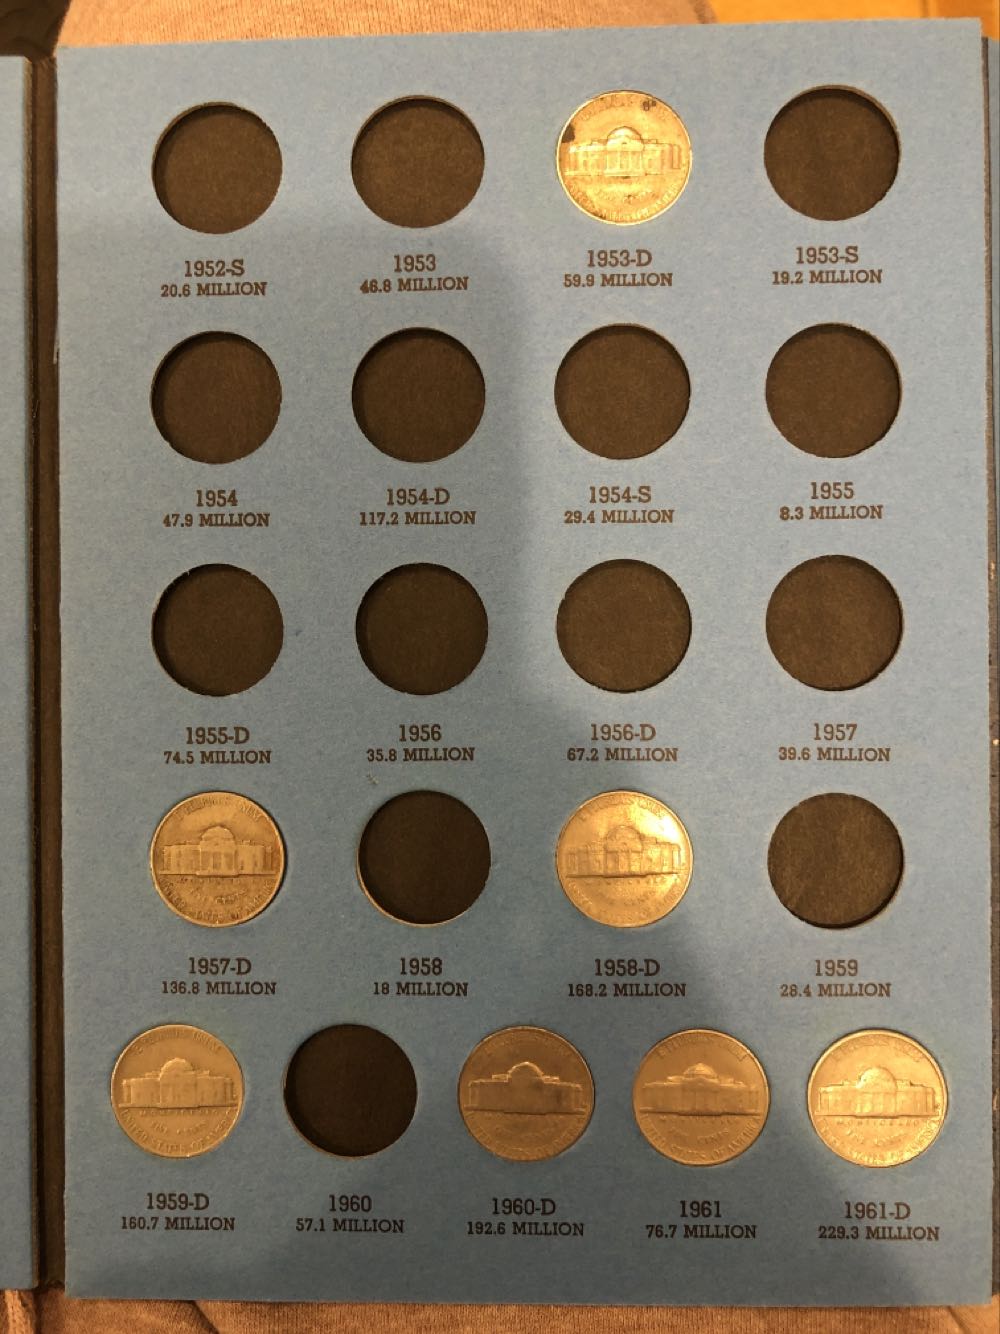 1952-S 1953 1953-D 1953-S
20.6 MILLION 46.8 MILLION 59.9 MILLION 19.2 MILLION
1954 1954-D 1954-S 1955
47.9 MILLION 117.2 MILLION 29.4 MILLION 8.3 MILLION
1955-D 1956 1956-D 1957
74.5 MILLION 35.8 MILLION 67.2 MILLION 39.6 MILLION
1957-D 1958 1958-D 1959
136.8 MILLION 18 MILLION 168.2 MILLION 28.4 MILLION
1959-D 1960 1960-D 1961 1961-D
160.7 MILLION 57.1 MILLION 192.6 MILLION 76.7 MILLION 229.3 MILLION